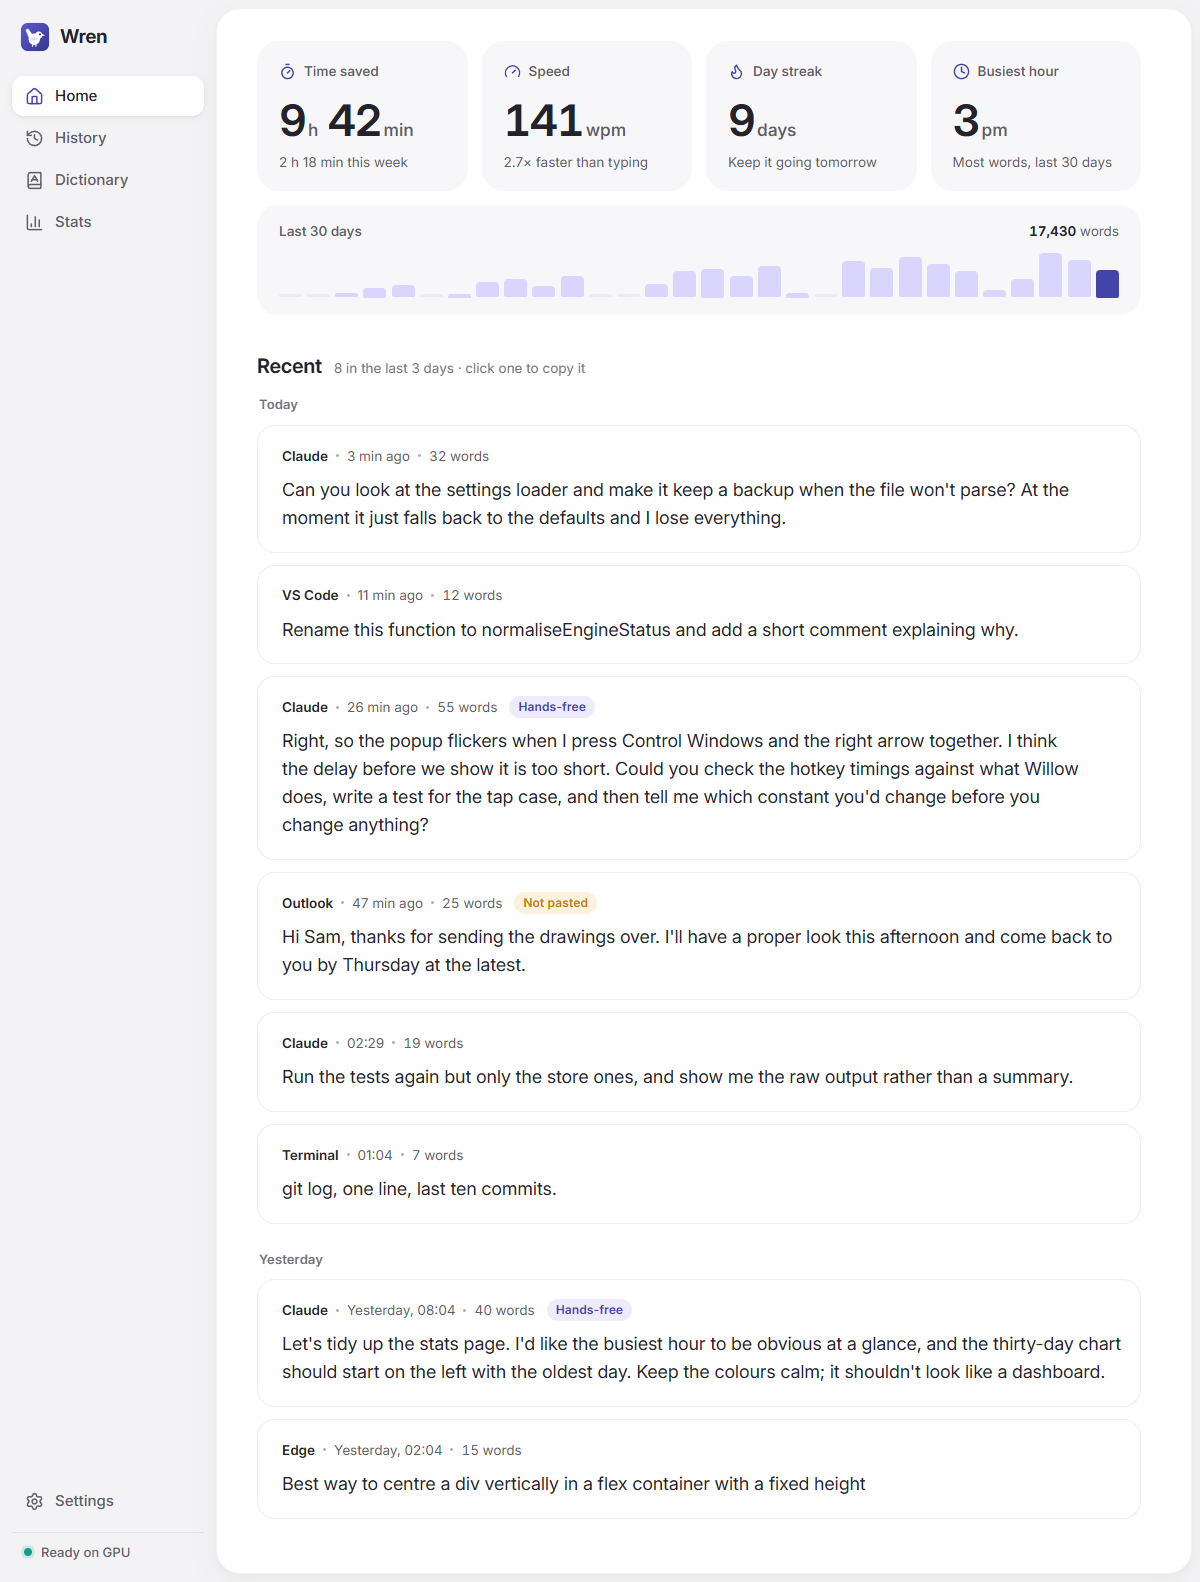 Wren
Home
History
Dictionary
Stats
Settings
Ready on GPU
Time saved
9h 42min
2 h 18 min this week
Speed
141wpm
2.7× faster than typing
Day streak
9days
Keep it going tomorrow
Busiest hour
3pm
Most words, last 30 days
Last 30 days
17,430 words
Recent 8 in the last 3 days · click one to copy it
Today
Claude · 3 min ago · 32 words
Can you look at the settings loader and make it keep a backup when the file won't parse? At the
moment it just falls back to the defaults and I lose everything.
VS Code · 11 min ago · 12 words
Rename this function to normaliseEngineStatus and add a short comment explaining why.
Claude · 26 min ago · 55 words Hands-free
Right, so the popup flickers when I press Control Windows and the right arrow together. I think
the delay before we show it is too short. Could you check the hotkey timings against what Willow
does, write a test for the tap case, and then tell me which constant you'd change before you
change anything?
Outlook · 47 min ago · 25 words Not pasted
Hi Sam, thanks for sending the drawings over. I'll have a proper look this afternoon and come back to
you by Thursday at the latest.
Claude · 02:29 · 19 words
Run the tests again but only the store ones, and show me the raw output rather than a summary.
Terminal · 01:04 · 7 words
git log, one line, last ten commits.
Yesterday
Claude · Yesterday, 08:04 · 40 words Hands-free
Let's tidy up the stats page. I'd like the busiest hour to be obvious at a glance, and the thirty-day chart
should start on the left with the oldest day. Keep the colours calm; it shouldn't look like a dashboard.
Edge · Yesterday, 02:04 · 15 words
Best way to centre a div vertically in a flex container with a fixed height